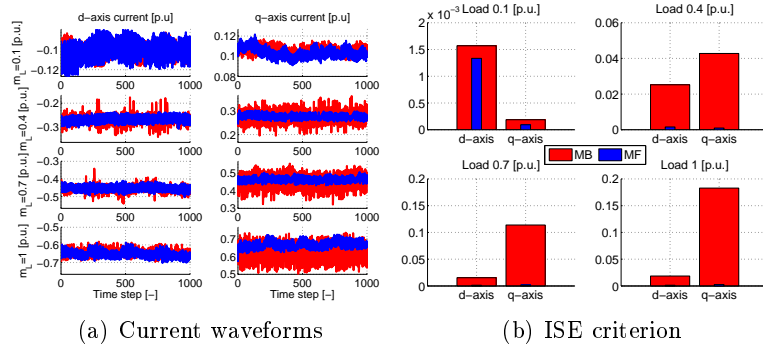 d−axis current [p.u]
q−axis current [p.u]
m_L=0.1 [p.u.]
−0.1
−0.12
0 500 1000
0.12
0.1
0.08
0 500 1000
m_L=0.4 [p.u.]
−0.2
−0.3
0 500 1000
0.3
0.2
0 500 1000
m_L=0.7 [p.u.]
−0.3
−0.4
−0.5
0 500 1000
0.5
0.4
0.3
0 500 1000
m_L=1 [p.u.]
−0.5
−0.6
−0.7
0 500 1000
Time step [−]
0.7
0.6
0.5
0 500 1000
Time step [−]
(a) Current waveforms
x 10⁻³ Load 0.1 [p.u.]
2
1.5
1
0.5
0
d−axis q−axis
Load 0.4 [p.u.]
0.06
0.04
0.02
0
d−axis q−axis
MB MF
Load 0.7 [p.u.]
0.2
0.15
0.1
0.05
0
d−axis q−axis
Load 1 [p.u.]
0.2
0.15
0.1
0.05
0
d−axis q−axis
(b) ISE criterion